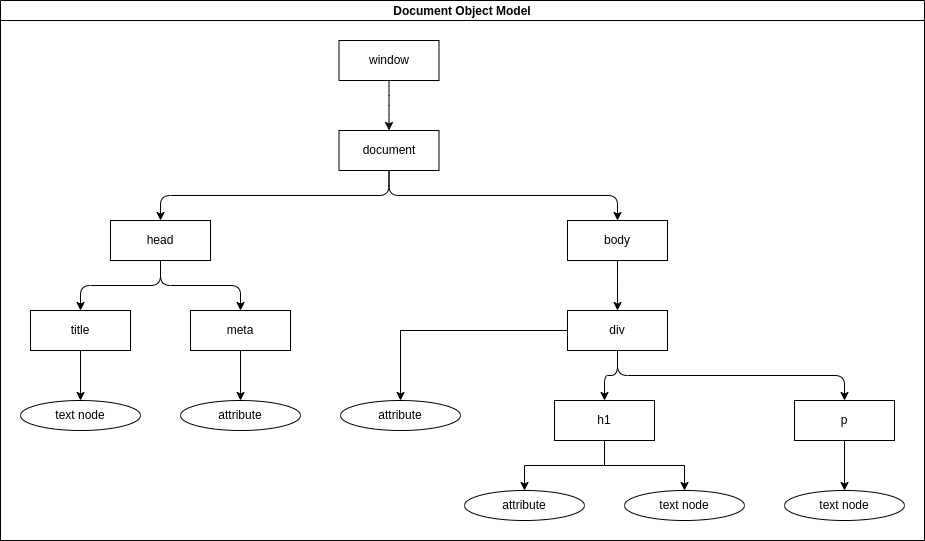 Document Object Model
window
document
head
body
title
meta
div
text node
attribute
attribute
h1
p
attribute
text node
text node